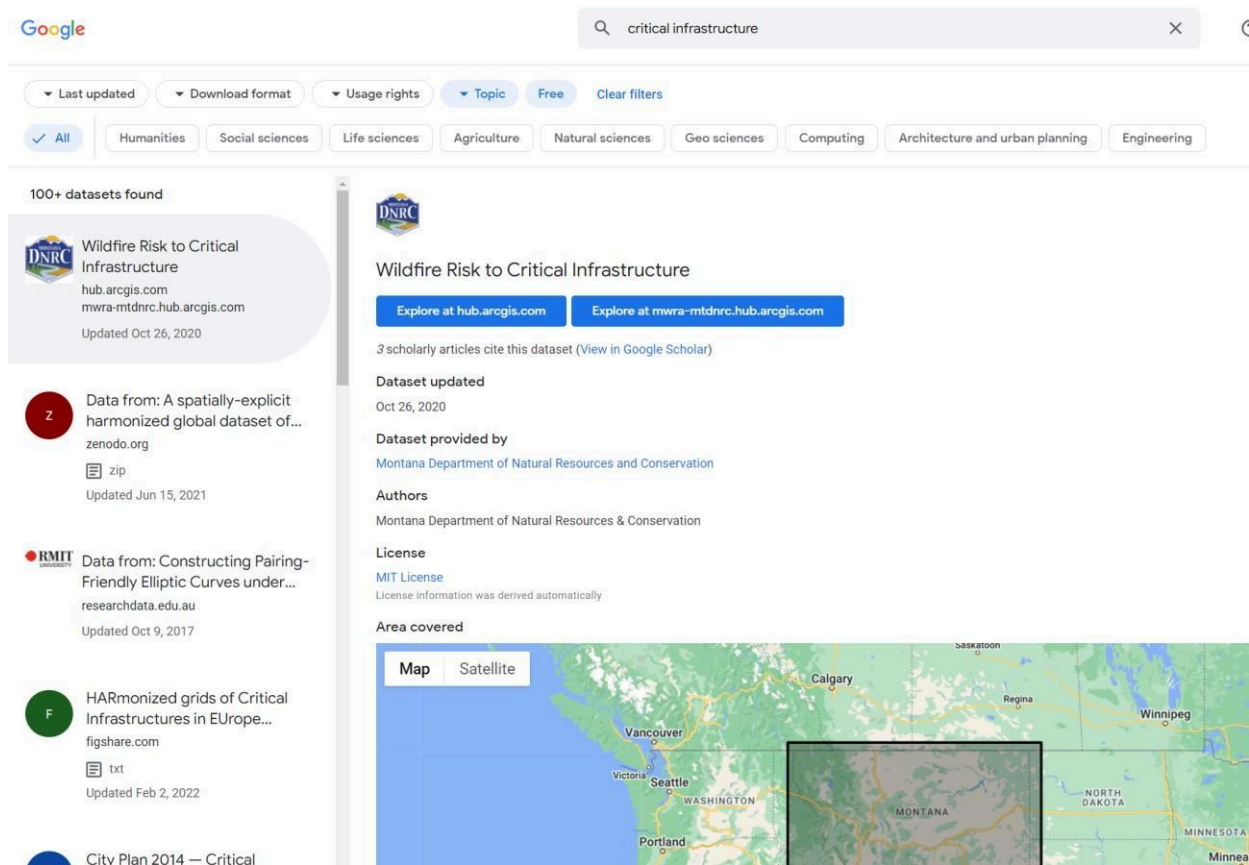 Google
critical infrastructure
Last updated
Download format
Usage rights
Topic
Free
Clear filters
All
Humanities
Social sciences
Life sciences
Agriculture
Natural sciences
Geo sciences
Computing
Architecture and urban planning
Engineering
100+ datasets found
DNRC
Wildfire Risk to Critical
Infrastructure
hub.arcgis.com
mwra-mtdnrc.hub.arcgis.com
Updated Oct 26, 2020
Z
Data from: A spatially-explicit
harmonized global dataset of...
zenodo.org
zip
Updated Jun 15, 2021
RMIT
UNIVERSITY
Data from: Constructing Pairing-
Friendly Elliptic Curves under...
researchdata.edu.au
Updated Oct 9, 2017
F
HARmonized grids of Critical
Infrastructures in EUrope...
figshare.com
txt
Updated Feb 2, 2022
City Plan 2014 — Critical
MONTANA
DNRC
Wildfire Risk to Critical Infrastructure
Explore at hub.arcgis.com
Explore at mwra-mtdnrc.hub.arcgis.com
3 scholarly articles cite this dataset (View in Google Scholar)
Dataset updated
Oct 26, 2020
Dataset provided by
Montana Department of Natural Resources and Conservation
Authors
Montana Department of Natural Resources & Conservation
License
MIT License
License information was derived automatically
Area covered
Map
Satellite
Saskatoon
Calgary
Regina
Winnipeg
Vancouver
Victoria
Seattle
WASHINGTON
MONTANA
NORTH
DAKOTA
MINNESOTA
Portland
Minnea